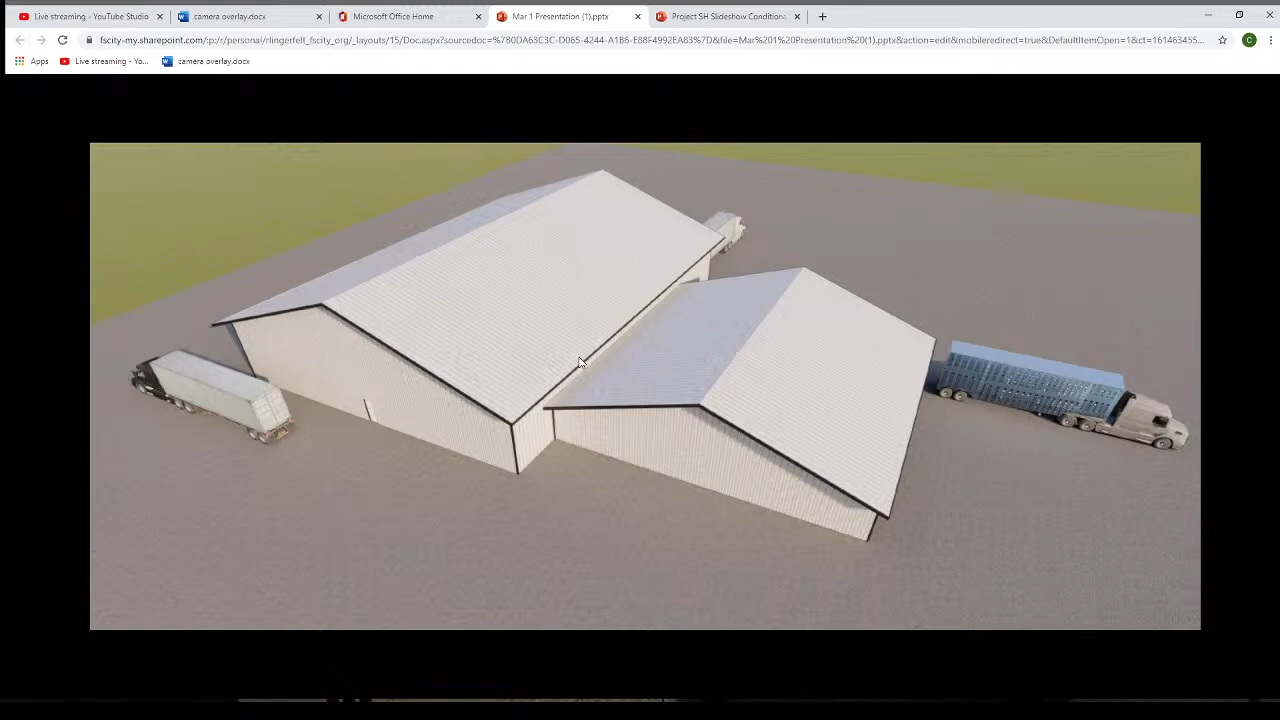 Live streaming - YouTube Studio
camera overlay.docx
Microsoft Office Home
Mar 1 Presentation (1).pptx
Project SH Slideshow Conditiona
fscity-my.sharepoint.com/:p:/r/personal/rlingerfelt_fscity_org/_layouts/15/Doc.aspx?sourcedoc=%7B0DA63C3C-D065-4244-A1B6-E88F4992EA83%7D&file=Mar%201%20Presentation%20(1).pptx&action=edit&mobileredirect=true&DefaultItemOpen=1&ct=161463455...
C
Apps
Live streaming - Yo...
camera overlay.docx